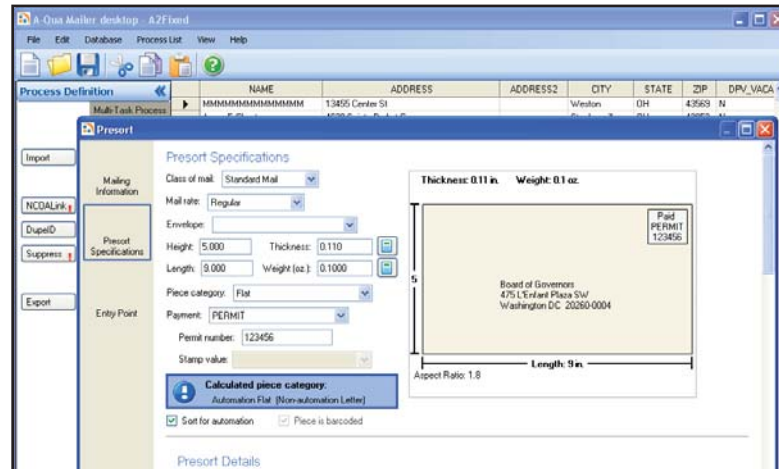 A-Qua Mailer desktop - A2Fixed
File Edit Database Process List View Help
Process Definition
NAME ADDRESS ADDRESS2 CITY STATE ZIP DPV_VACA
Multi-Task Process
MMMMMMMMMMMMMMM 13455 Center St Weston OH 43569 N
Presort
Import
NCOALink
DupeID
Suppress
Export
Mailing
Information
Presort
Specifications
Entry Point
Presort Specifications
Class of mail: Standard Mail
Mail rate: Regular
Envelope:
Height: 5.000 Thickness: 0.110
Length: 9.000 Weight (oz.): 0.1000
Piece category: Flat
Payment: PERMIT
Permit number: 123456
Stamp value:
Calculated piece category:
Automation Flat (Non-automation Letter)
Sort for automation Piece is barcoded
Presort Details
Thickness: 0.11 in. Weight: 0.1 oz.
Paid
PERMIT
123456
5
Board of Governors
475 L'Enfant Plaza SW
Washington DC 20260-0004
Length: 9 in.
Aspect Ratio: 1.8